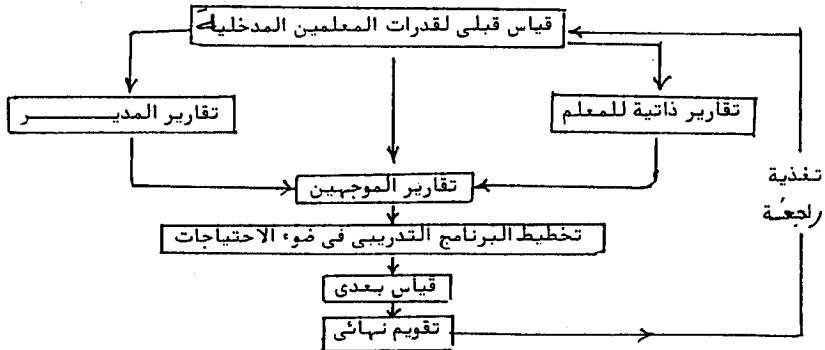 قياس قبلى لقدرات المعلمين المدخلية
تقارير ذاتية للمعلم
تقارير المديـــــــــر
تغذية
راجعة
تقارير الموجهين
تخطيط البرنامج التدريبى فى ضوء الاحتياجات
قياس بعدى
تقويم نهائى